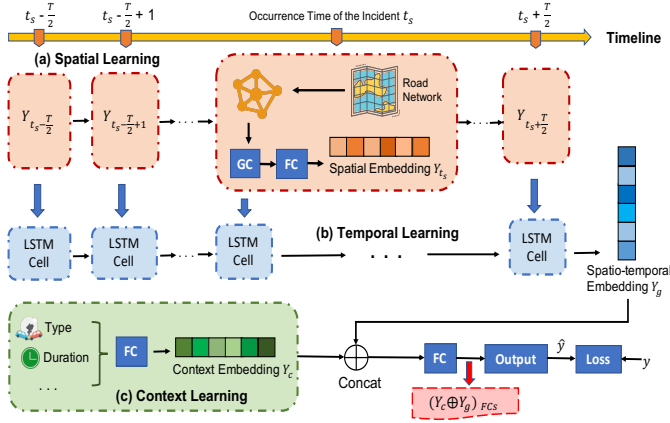 t_s - T/2
t_s - T/2 + 1
Occurrence Time of the Incident t_s
t_s + T/2
Timeline
(a) Spatial Learning
Y_{t_s-T/2}
Y_{t_s-T/2+1}
. . .
Road
Network
GC
FC
Spatial Embedding Y_{t_s}
. . .
Y_{t_s+T/2}
LSTM
Cell
LSTM
Cell
. . .
LSTM
Cell
(b) Temporal Learning
. . .
LSTM
Cell
Spatio-temporal
Embedding Y_g
Type
Duration
. . .
FC
Context Embedding Y_c
(c) Context Learning
Concat
FC
Output
ŷ
Loss
y
(Y_c⊕Y_g)_{FCs}